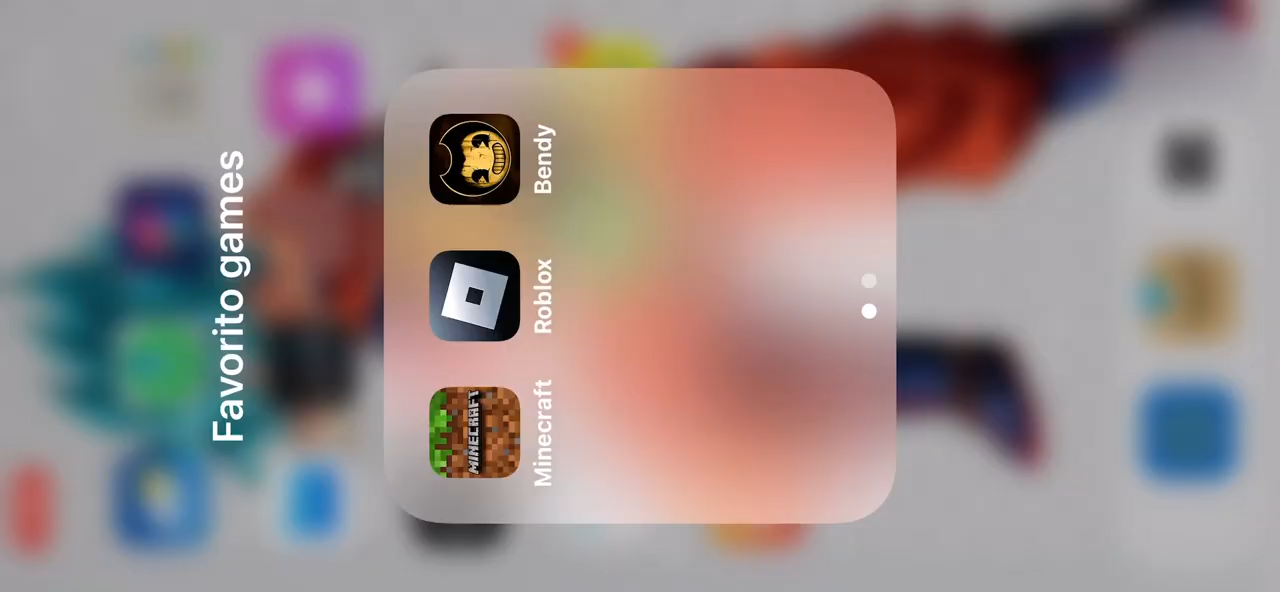 Favorito games
Minecraft
Roblox
Bendy
MINECRAFT